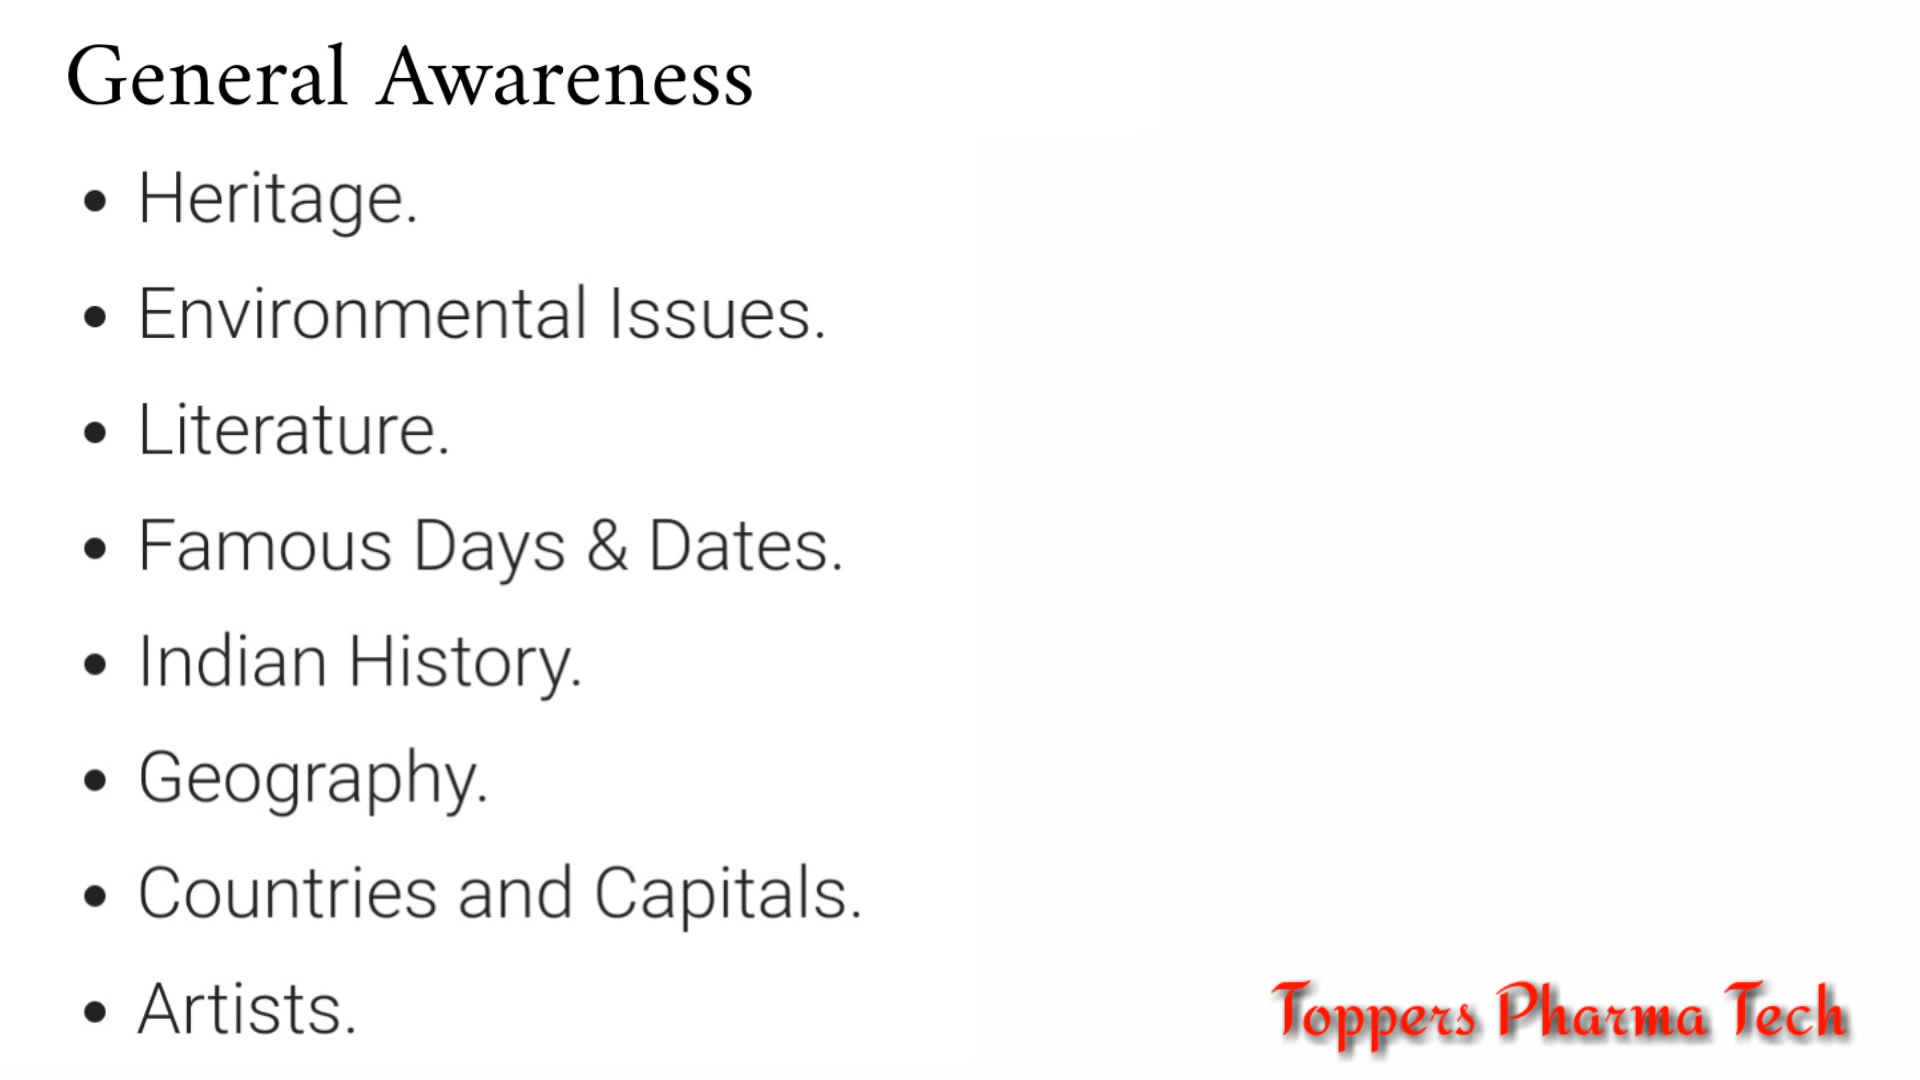 General Awareness
• Heritage.
• Environmental Issues.
• Literature.
• Famous Days & Dates.
• Indian History.
• Geography.
• Countries and Capitals.
• Artists.
Toppers Pharma Tech